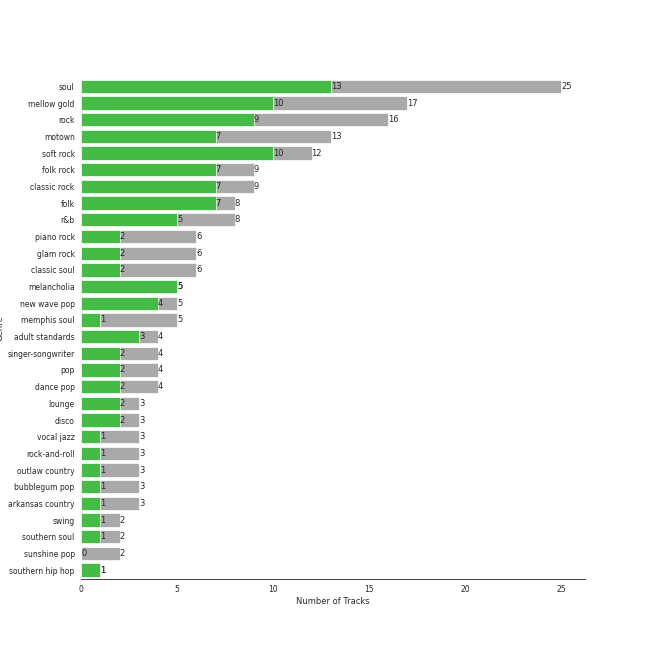 soul 13 25
mellow gold 10 17
rock 9 16
motown 7 13
soft rock 10 12
folk rock 7 9
classic rock 7 9
folk 7 8
r&b 5 8
piano rock 2 6
glam rock 2 6
classic soul 2 6
melancholia 5
new wave pop 4 5
memphis soul 1 5
adult standards 3 4
singer-songwriter 2 4
pop 2 4
dance pop 2 4
lounge 2 3
disco 2 3
vocal jazz 1 3
rock-and-roll 1 3
outlaw country 1 3
bubblegum pop 1 3
arkansas country 1 3
swing 1 2
southern soul 1 2
sunshine pop 0 2
southern hip hop 1
0 5 10 15 20 25
Number of Tracks